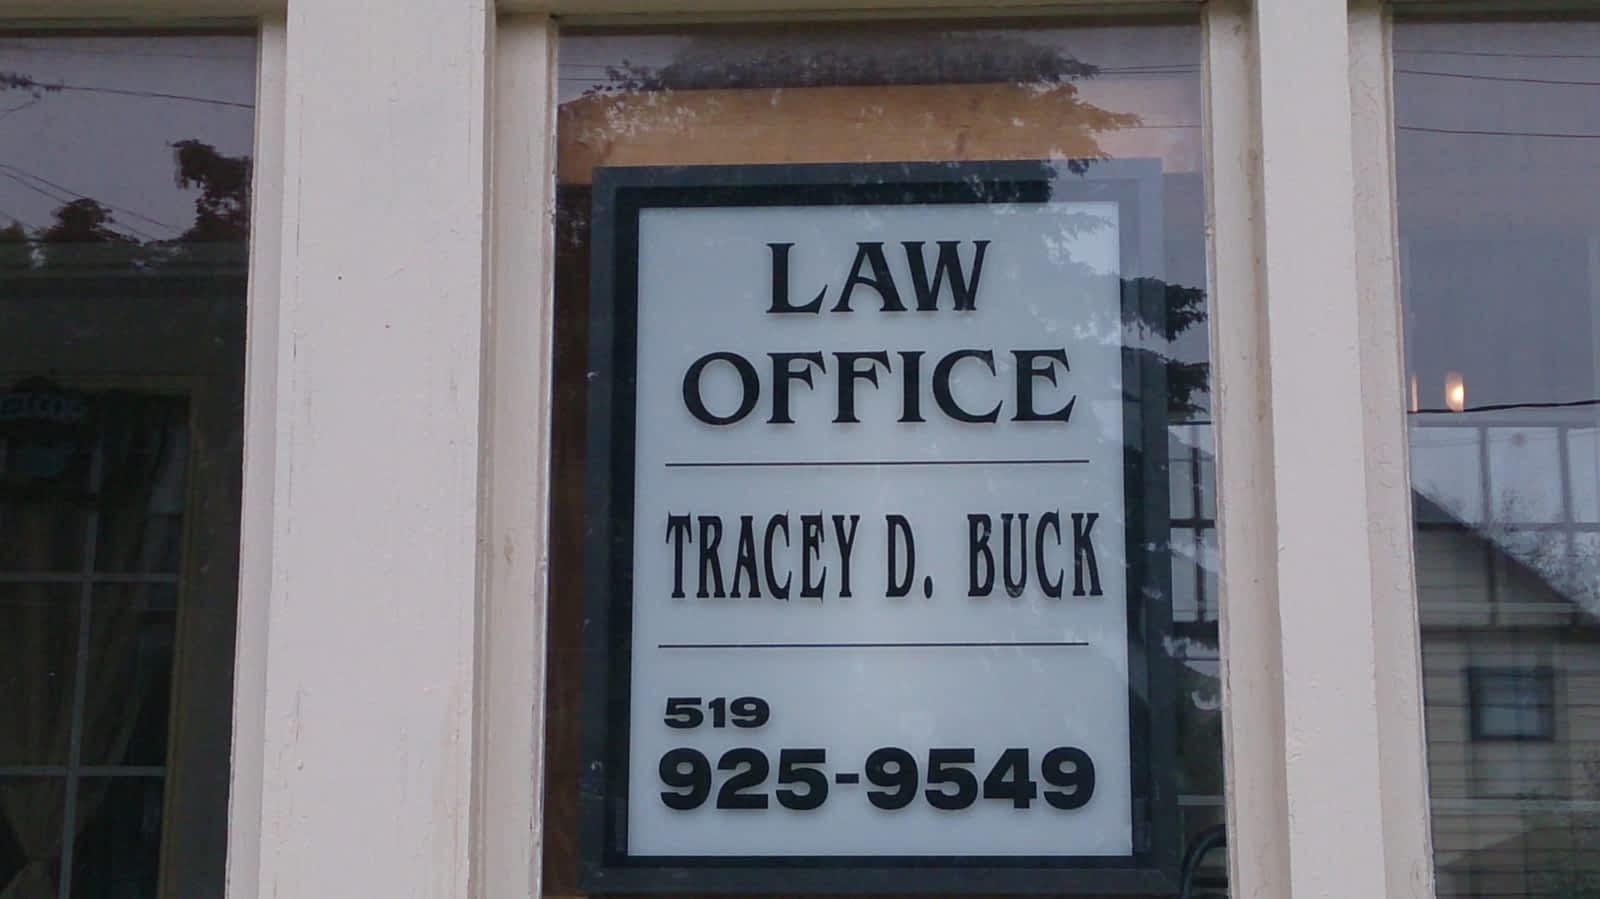 LAW
OFFICE
TRACEY D. BUCK
519
925-9549